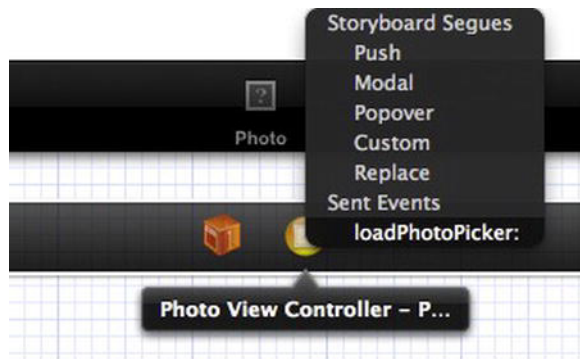 Storyboard Segues
Push
Modal
Popover
Custom
Replace
Sent Events
loadPhotoPicker:
?
Photo
Photo View Controller – P...